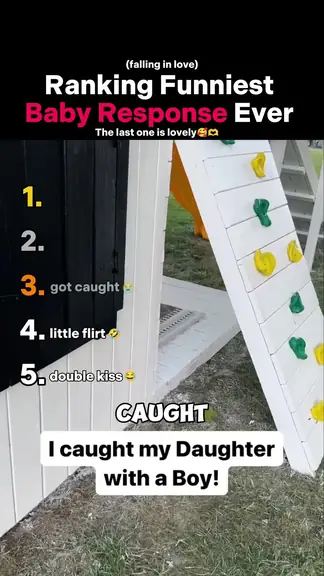 (falling in love)
Ranking Funniest
Baby Response Ever
The last one is lovely🥰🫶
1.
2.
3. got caught 😭
4. little flirt🤣
5. double kiss😂
CAUGHT
I caught my Daughter
with a Boy!